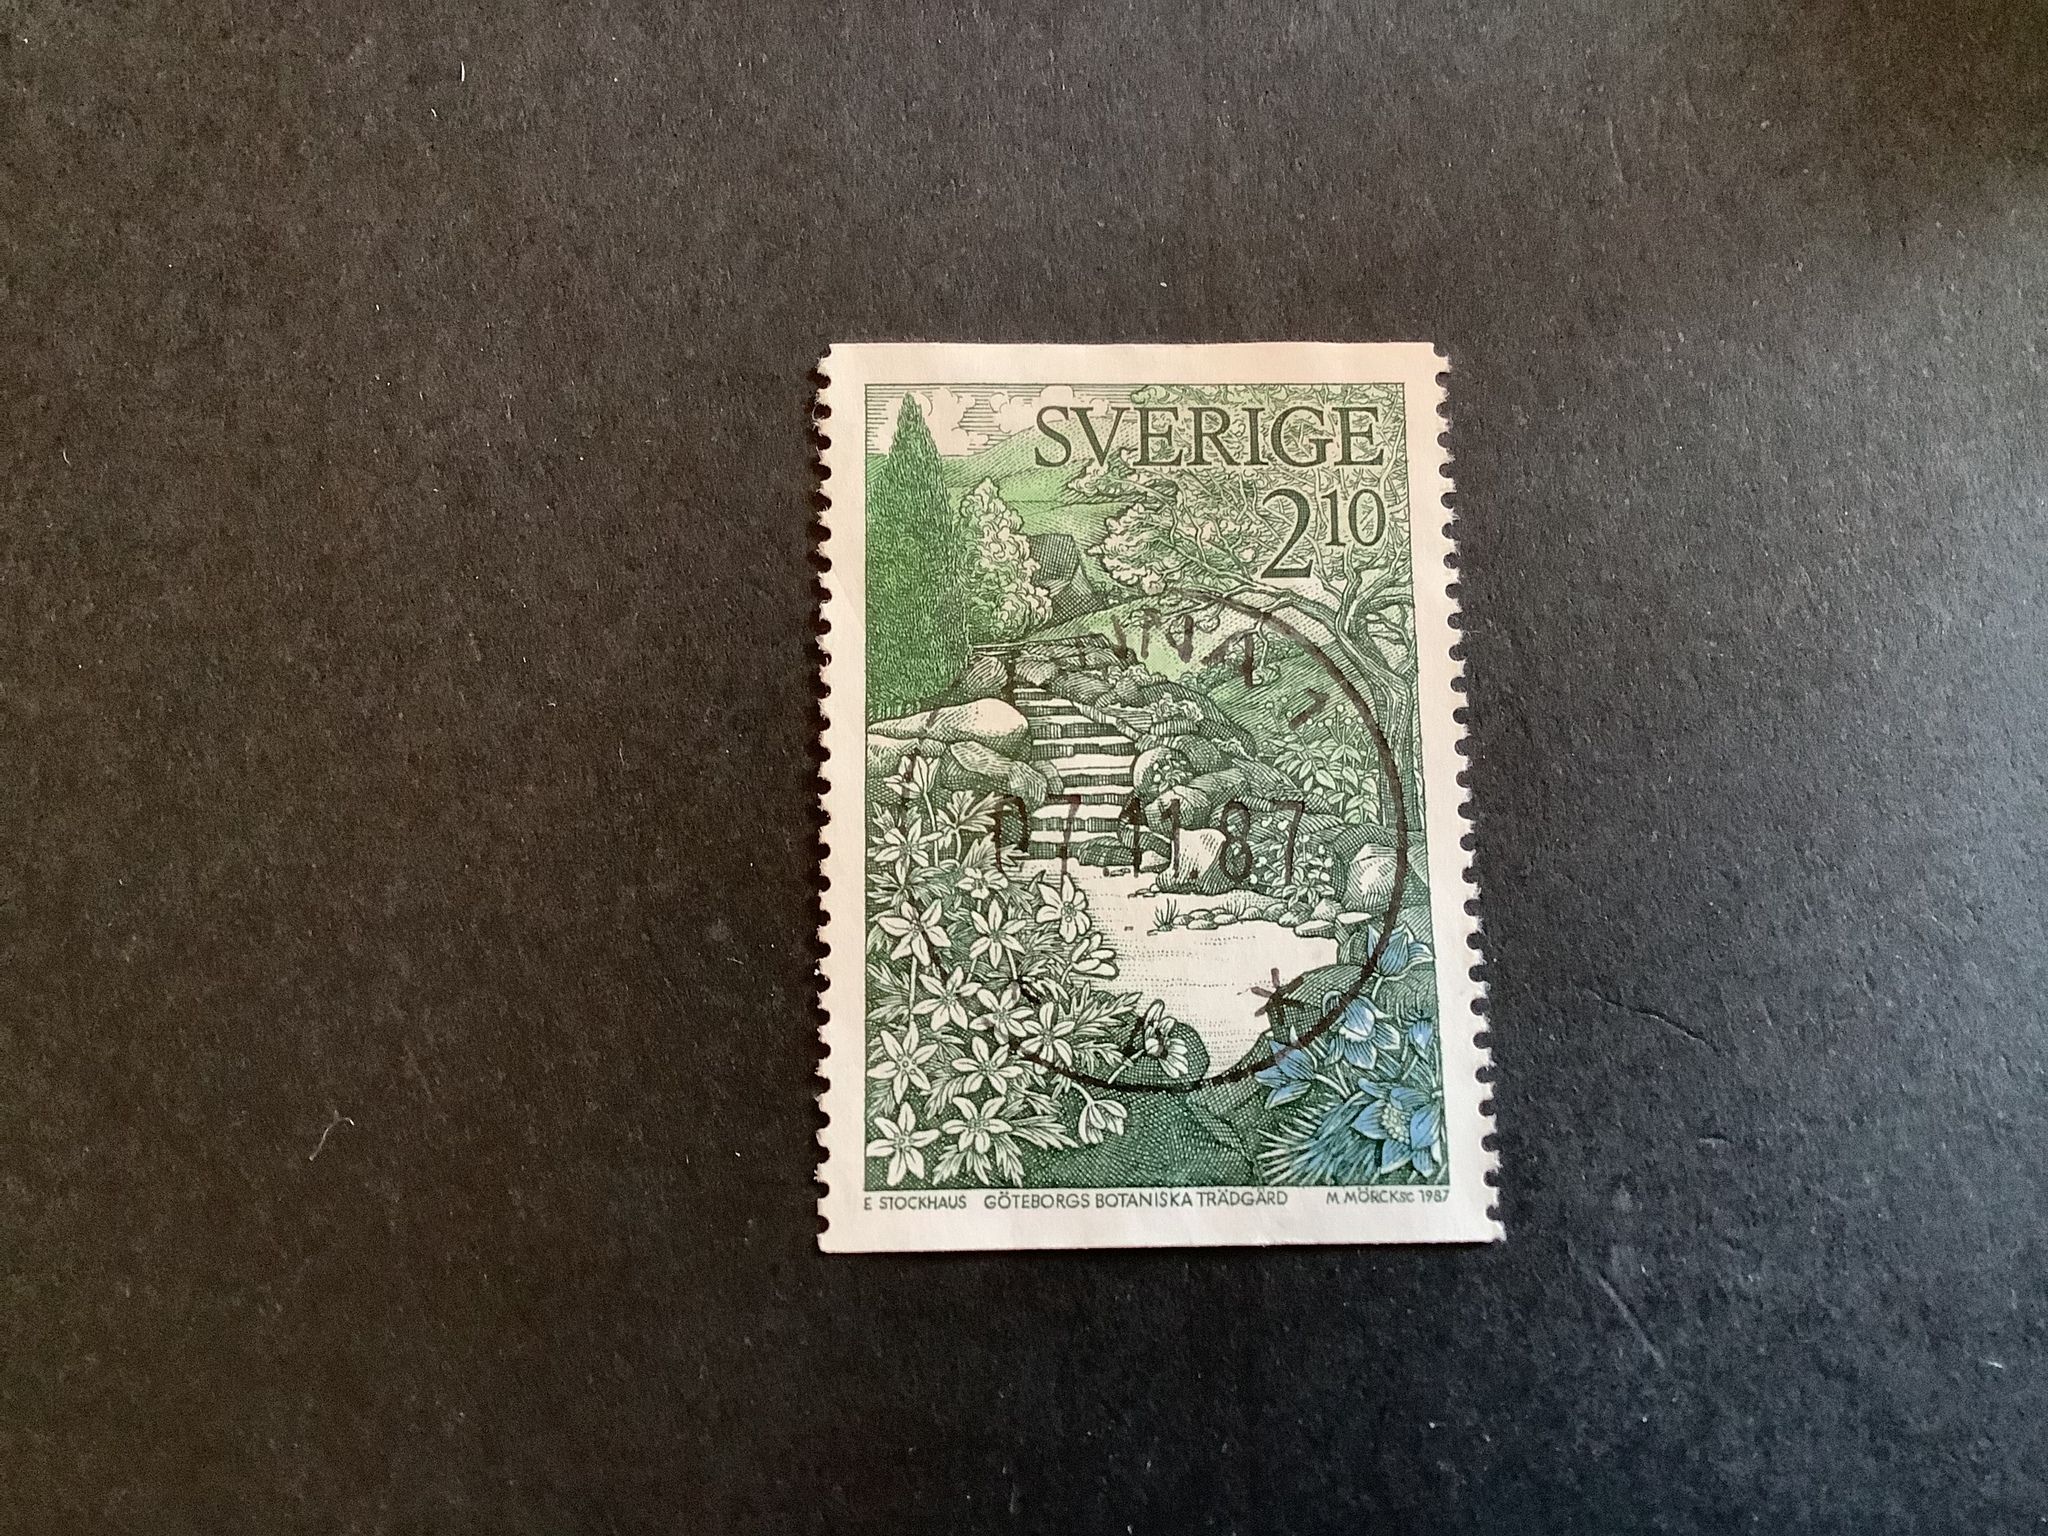 SVERIGE
2 10
07.11.87
E STOCKHAUS GÖTEBORGS BOTANISKA TRÄDGÅRD M. MÖRCK SC 1987